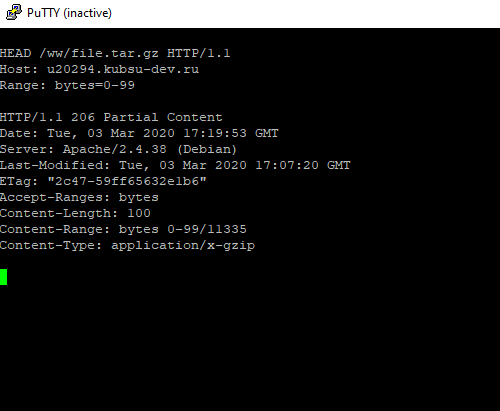 PuTTY (inactive)
HEAD /ww/file.tar.gz HTTP/1.1
Host: u20294.kubsu-dev.ru
Range: bytes=0-99
HTTP/1.1 206 Partial Content
Date: Tue, 03 Mar 2020 17:19:53 GMT
Server: Apache/2.4.38 (Debian)
Last-Modified: Tue, 03 Mar 2020 17:07:20 GMT
ETag: "2c47-59ff65632e1b6"
Accept-Ranges: bytes
Content-Length: 100
Content-Range: bytes 0-99/11335
Content-Type: application/x-gzip